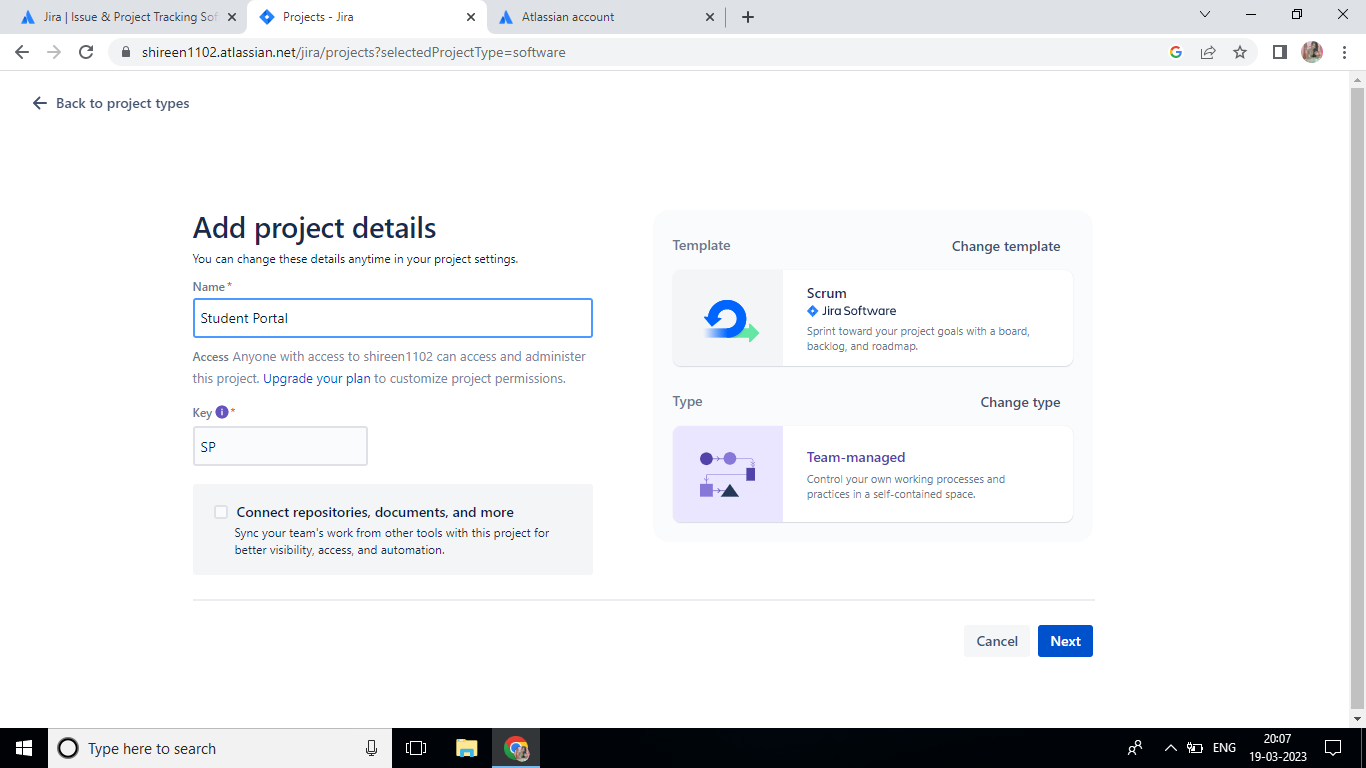 Jira | Issue & Project Tracking Sof
Projects - Jira
Atlassian account
shireen1102.atlassian.net/jira/projects?selectedProjectType=software
Back to project types
Add project details
You can change these details anytime in your project settings.
Name *
Student Portal
Access Anyone with access to shireen1102 can access and administer
this project. Upgrade your plan to customize project permissions.
Key i *
SP
Connect repositories, documents, and more
Sync your team's work from other tools with this project for
better visibility, access, and automation.
Template
Change template
Scrum
Jira Software
Sprint toward your project goals with a board,
backlog, and roadmap.
Type
Change type
Team-managed
Control your own working processes and
practices in a self-contained space.
Cancel
Next
Type here to search
ENG
20:07
19-03-2023